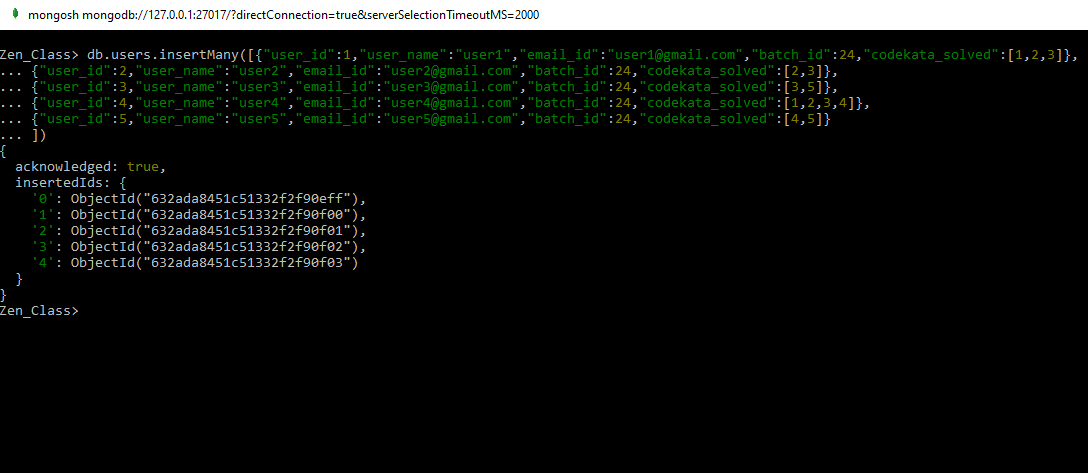 mongosh mongodb://127.0.0.1:27017/?directConnection=true&serverSelectionTimeoutMS=2000
Zen_Class> db.users.insertMany([{"user_id":1,"user_name":"user1","email_id":"user1@gmail.com","batch_id":24,"codekata_solved":[1,2,3]},
... {"user_id":2,"user_name":"user2","email_id":"user2@gmail.com","batch_id":24,"codekata_solved":[2,3]},
... {"user_id":3,"user_name":"user3","email_id":"user3@gmail.com","batch_id":24,"codekata_solved":[3,5]},
... {"user_id":4,"user_name":"user4","email_id":"user4@gmail.com","batch_id":24,"codekata_solved":[1,2,3,4]},
... {"user_id":5,"user_name":"user5","email_id":"user5@gmail.com","batch_id":24,"codekata_solved":[4,5]}
... ])
{
  acknowledged: true,
  insertedIds: {
    '0': ObjectId("632ada8451c51332f2f90eff"),
    '1': ObjectId("632ada8451c51332f2f90f00"),
    '2': ObjectId("632ada8451c51332f2f90f01"),
    '3': ObjectId("632ada8451c51332f2f90f02"),
    '4': ObjectId("632ada8451c51332f2f90f03")
  }
}
Zen_Class>